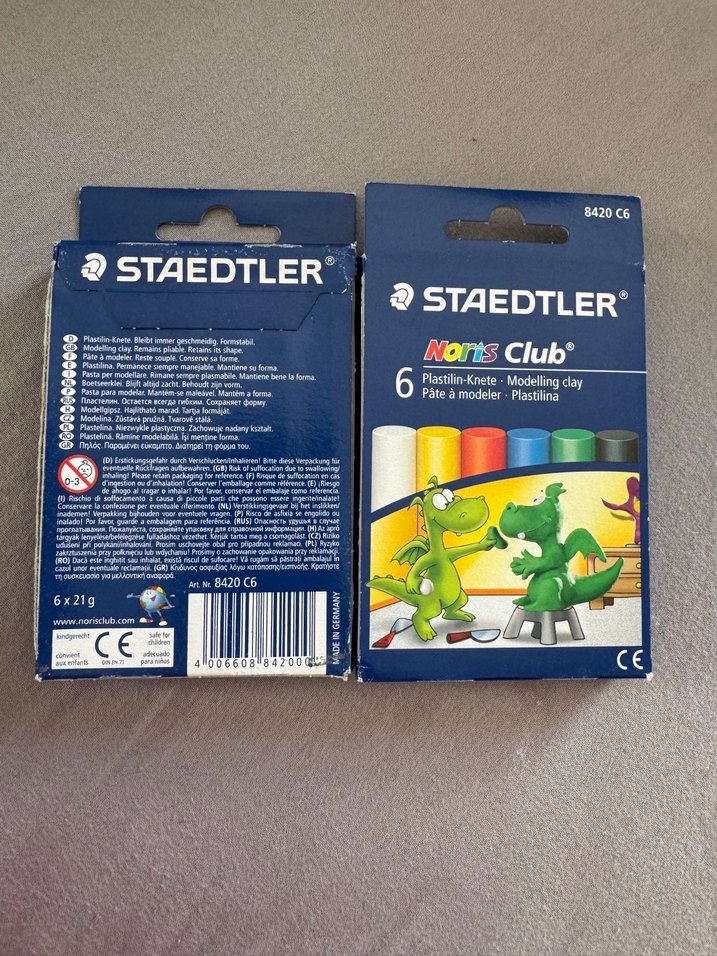 STAEDTLER®
D Plastilin-Knete. Bleibt immer geschmeidig. Formstabil.
GB Modelling clay. Remains pliable. Retains its shape.
F Pâte à modeler. Reste souple. Conserve sa forme.
E Plastilina. Permanece siempre manejable. Mantiene su forma.
I Pasta per modellare. Rimane sempre plasmabile. Mantiene bene la forma.
NL Boetseerklei. Blijft altijd zacht. Behoudt zijn vorm.
P Pasta para modelar. Mantém-se maleável. Mantém a forma.
RUS Пластелин. Остается всегда гибким. Сохраняет форму.
H Modellgipsz. Hajlítható marad. Tartja formáját.
CZ Modelína. Zůstává pružná. Tvarově stálá.
PL Plastelina. Niezwykle plastyczna. Zachowuje nadany kształt.
RO Plastelină. Rămîne modelabilă. Își menține forma.
GR Πηλός. Παραμένει εύκαμπτο. Διατηρεί τη φόρμα του.
0-3
(D) Erstickungsgefahr durch Verschlucken/Inhalieren! Bitte diese Verpackung für
eventuelle Rückfragen aufbewahren. (GB) Risk of suffocation due to swallowing/
inhaling! Please retain packaging for reference. (F) Risque de suffocation en cas
d'ingestion ou d'inhalation! Conserver l'emballage comme référence. (E) ¡Riesgo
de ahogo al tragar o inhalar! Por favor, conservar el embalaje como referencia.
(I) Rischio di soffocamento a causa di piccole parti che possono essere ingerite/inalate!
Conservare la confezione per eventuale riferimento. (NL) Verstikkingsgevaar bij het inslikken/
inademen! Verpakking bijhouden voor eventuele vragen. (P) Risco de asfixia se engolido ou
inalado! Por favor, guardar a embalagem para referência. (RUS) Опасность удушья в случае
проглатывания. Пожалуйста, сохраняйте упаковку для справочной информации. (H) Az apró
tárgyak lenyelése/belélegzése fulladáshoz vezethet. Kérjük tartsa meg a csomagolást. (CZ) Riziko
udušení pri polykání/inhalování. Prosím uschovejte obal pro případnou reklamaci. (PL) Ryzyko
zakrztuszenia przy połknięciu lub wdychaniu! Prosimy o zachowanie opakowania przy reklamacji.
(RO) Dacă este înghițit sau inhalat, există riscul de sufocare! Vă rugăm să păstrați ambalajul în
cazul unor eventuale reclamații. (GR) Κίνδυνος ασφυξίας λόγω κατάποσης/εισπνοής. Κρατήστε
τη συσκευασία για μελλοντική αναφορά.
Art. Nr. 8420 C6
6 x 21 g
www.norisclub.com
kindgerecht
safe for
children
convient
aux enfants
CE
DIN EN 71
adecuado
para niños
4 006608 84200
MADE IN GERMANY
8420 C6
STAEDTLER®
Noris Club®
6 Plastilin-Knete · Modelling clay
Pâte à modeler · Plastilina
CE